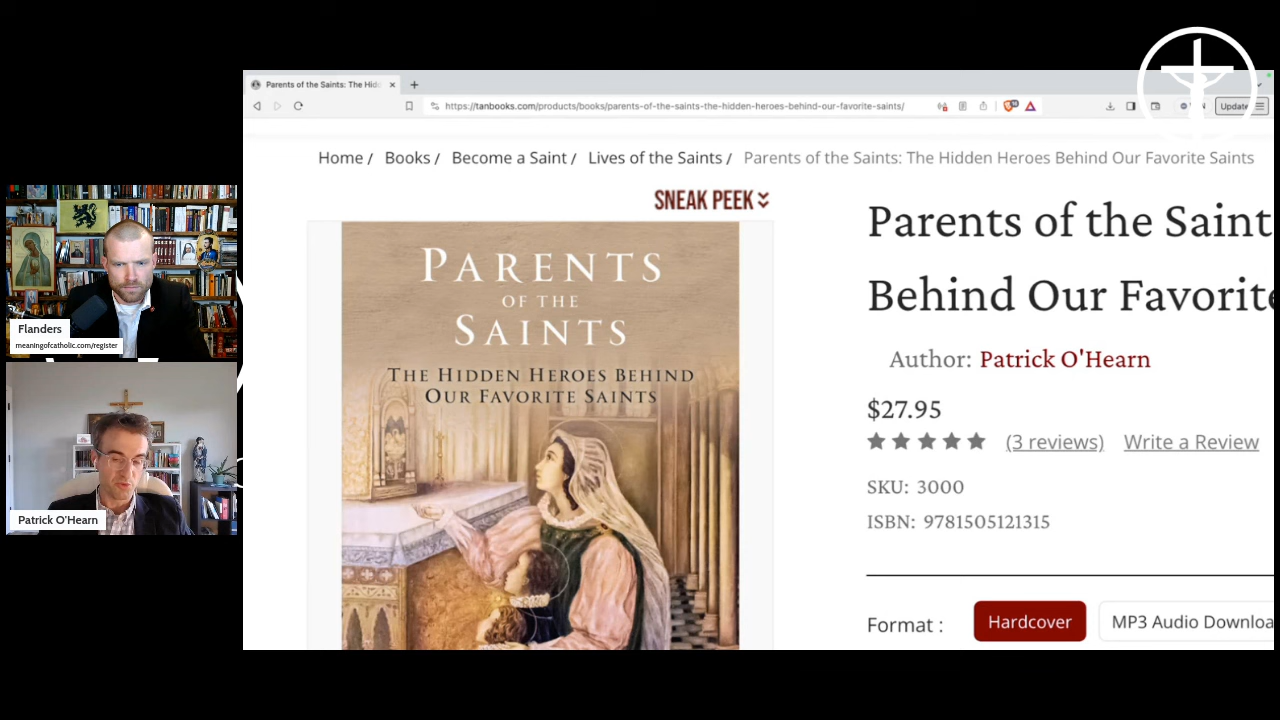 Parents of the Saints: The Hidd
https://tanbooks.com/products/books/parents-of-the-saints-the-hidden-heroes-behind-our-favorite-saints/
Update
Home / Books / Become a Saint / Lives of the Saints / Parents of the Saints: The Hidden Heroes Behind Our Favorite Saints
SNEAK PEEK
PARENTS
OF THE
SAINTS
THE HIDDEN HEROES BEHIND
OUR FAVORITE SAINTS
Parents of the Saint
Behind Our Favorite
Author: Patrick O'Hearn
$27.95
(3 reviews) Write a Review
SKU: 3000
ISBN: 9781505121315
Format : Hardcover MP3 Audio Downloa
Flanders
meaningofcatholic.com/register
Patrick O'Hearn